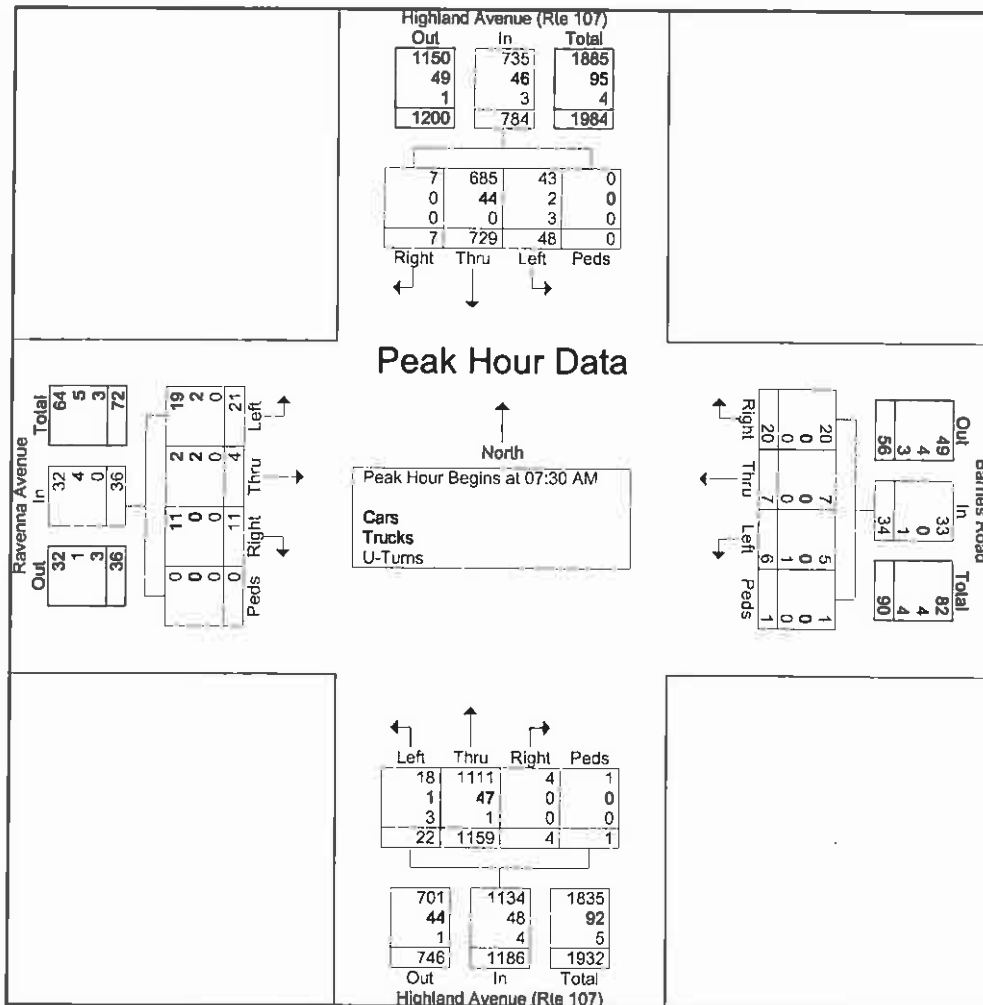 Highland Avenue (Rte 107)
Out In Total
1150 735 1885
49 46 95
1 3 4
1200 784 1984
7 685 43 0
0 44 2 0
0 0 3 0
7 729 48 0
Right Thru Left Peds
Peak Hour Data
North
Peak Hour Begins at 07:30 AM
Cars
Trucks
U-Turns
Ravenna Avenue
Out In Total
32 32 64
1 4 5
3 0 3
36 36 72
Left Thru Right Peds
19 2 11 0
2 2 0 0
0 0 0 0
21 4 11 0
Barnes Road
Out In Total
49 33 82
4 0 4
3 1 4
56 34 90
Right Thru Left Peds
20 7 5 1
0 0 0 0
0 0 1 0
20 7 6 1
Left Thru Right Peds
18 1111 4 1
1 47 0 0
3 1 0 0
22 1159 4 1
701 1134 1835
44 48 92
1 4 5
746 1186 1932
Out In Total
Highland Avenue (Rte 107)